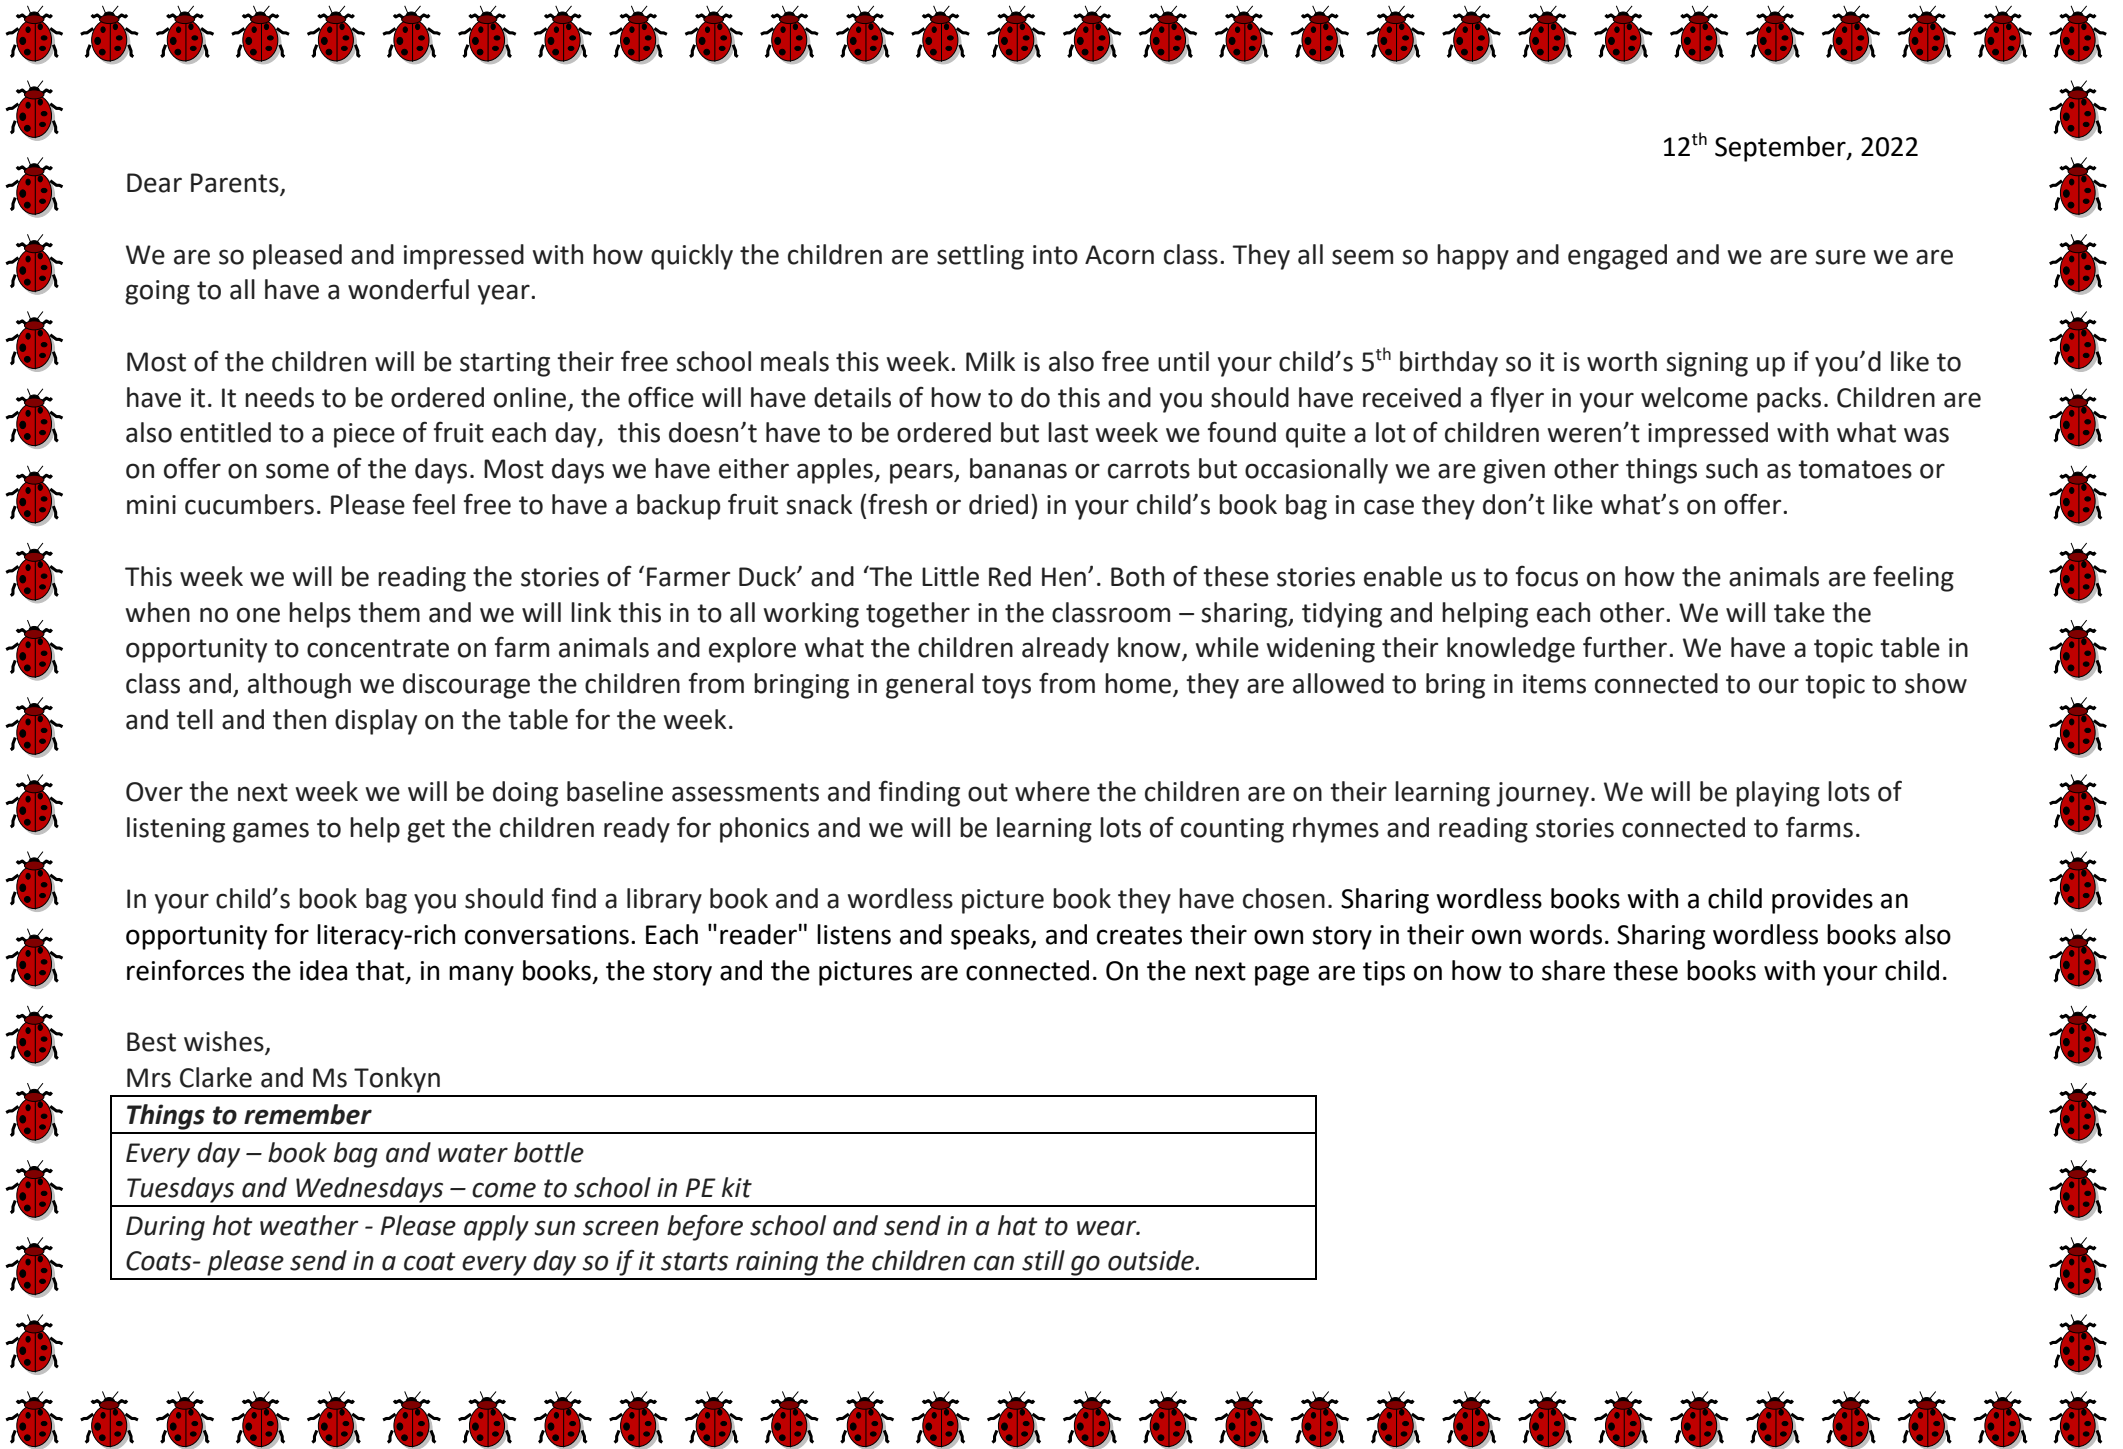 12th September, 2022
Dear Parents,
We are so pleased and impressed with how quickly the children are settling into Acorn class. They all seem so happy and engaged and we are sure we are
going to all have a wonderful year.
Most of the children will be starting their free school meals this week. Milk is also free until your child’s 5th birthday so it is worth signing up if you’d like to
have it. It needs to be ordered online, the office will have details of how to do this and you should have received a flyer in your welcome packs. Children are
also entitled to a piece of fruit each day,  this doesn’t have to be ordered but last week we found quite a lot of children weren’t impressed with what was
on offer on some of the days. Most days we have either apples, pears, bananas or carrots but occasionally we are given other things such as tomatoes or
mini cucumbers. Please feel free to have a backup fruit snack (fresh or dried) in your child’s book bag in case they don’t like what’s on offer.
This week we will be reading the stories of ‘Farmer Duck’ and ‘The Little Red Hen’. Both of these stories enable us to focus on how the animals are feeling
when no one helps them and we will link this in to all working together in the classroom – sharing, tidying and helping each other. We will take the
opportunity to concentrate on farm animals and explore what the children already know, while widening their knowledge further. We have a topic table in
class and, although we discourage the children from bringing in general toys from home, they are allowed to bring in items connected to our topic to show
and tell and then display on the table for the week.
Over the next week we will be doing baseline assessments and finding out where the children are on their learning journey. We will be playing lots of
listening games to help get the children ready for phonics and we will be learning lots of counting rhymes and reading stories connected to farms.
In your child’s book bag you should find a library book and a wordless picture book they have chosen. Sharing wordless books with a child provides an
opportunity for literacy-rich conversations. Each "reader" listens and speaks, and creates their own story in their own words. Sharing wordless books also
reinforces the idea that, in many books, the story and the pictures are connected. On the next page are tips on how to share these books with your child.
Best wishes,
Mrs Clarke and Ms Tonkyn
Things to remember
Every day – book bag and water bottle
Tuesdays and Wednesdays – come to school in PE kit
During hot weather - Please apply sun screen before school and send in a hat to wear.
Coats- please send in a coat every day so if it starts raining the children can still go outside.